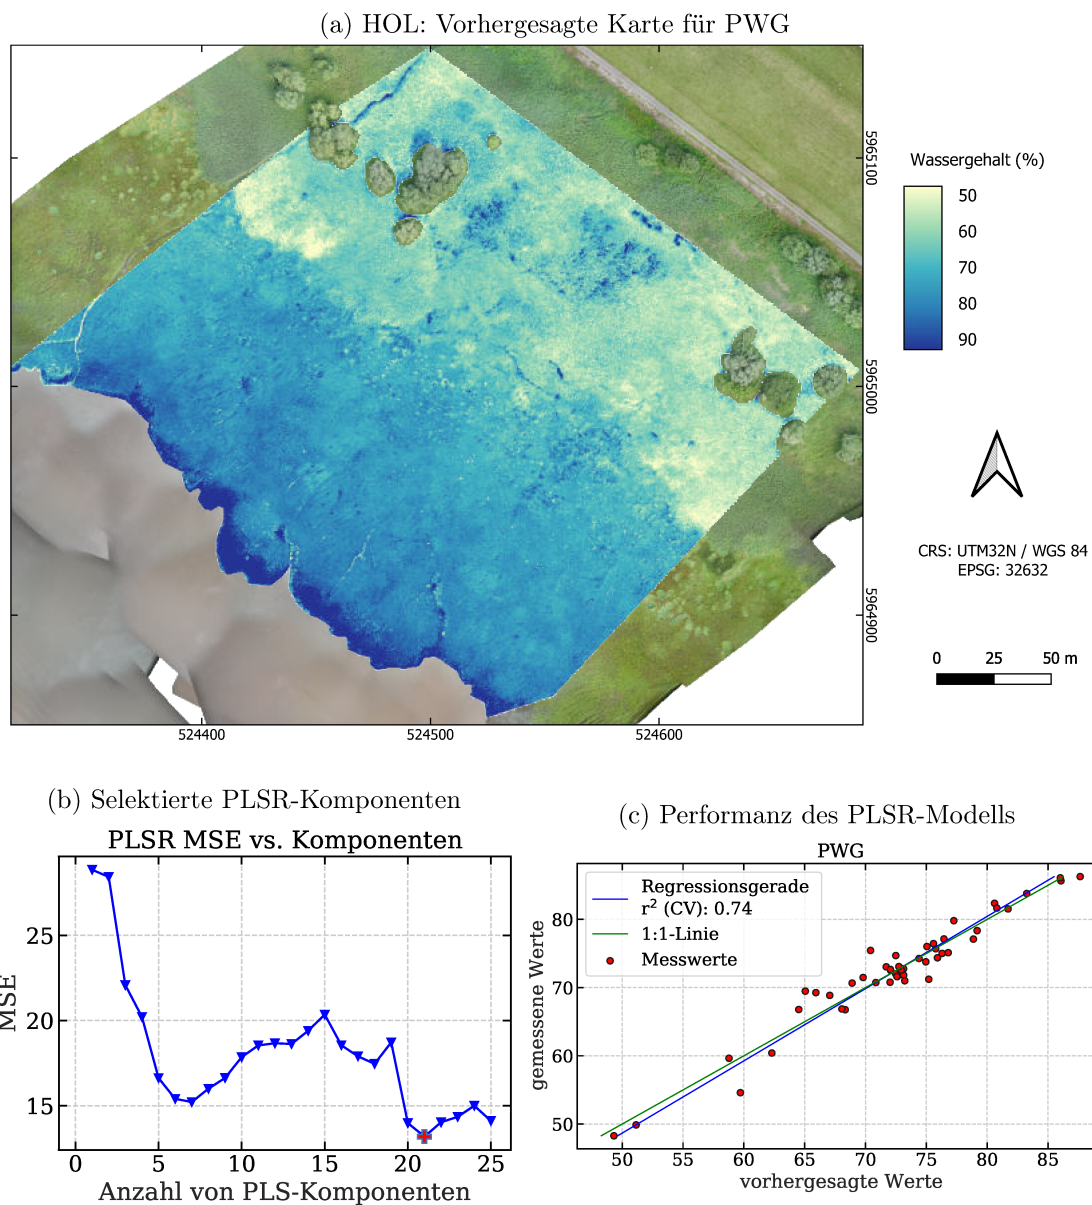 (a) HOL: Vorhergesagte Karte für PWG
Wassergehalt (%)
50
60
70
80
90
5965100
5965000
5964900
CRS: UTM32N / WGS 84
EPSG: 32632
0 25 50 m
524400 524500 524600
(b) Selektierte PLSR-Komponenten
PLSR MSE vs. Komponenten
MSE
25
20
15
0 5 10 15 20 25
Anzahl von PLS-Komponenten
(c) Performanz des PLSR-Modells
PWG
Regressionsgerade
r² (CV): 0.74
1:1-Linie
Messwerte
gemessene Werte
80
70
60
50
50 55 60 65 70 75 80 85
vorhergesagte Werte